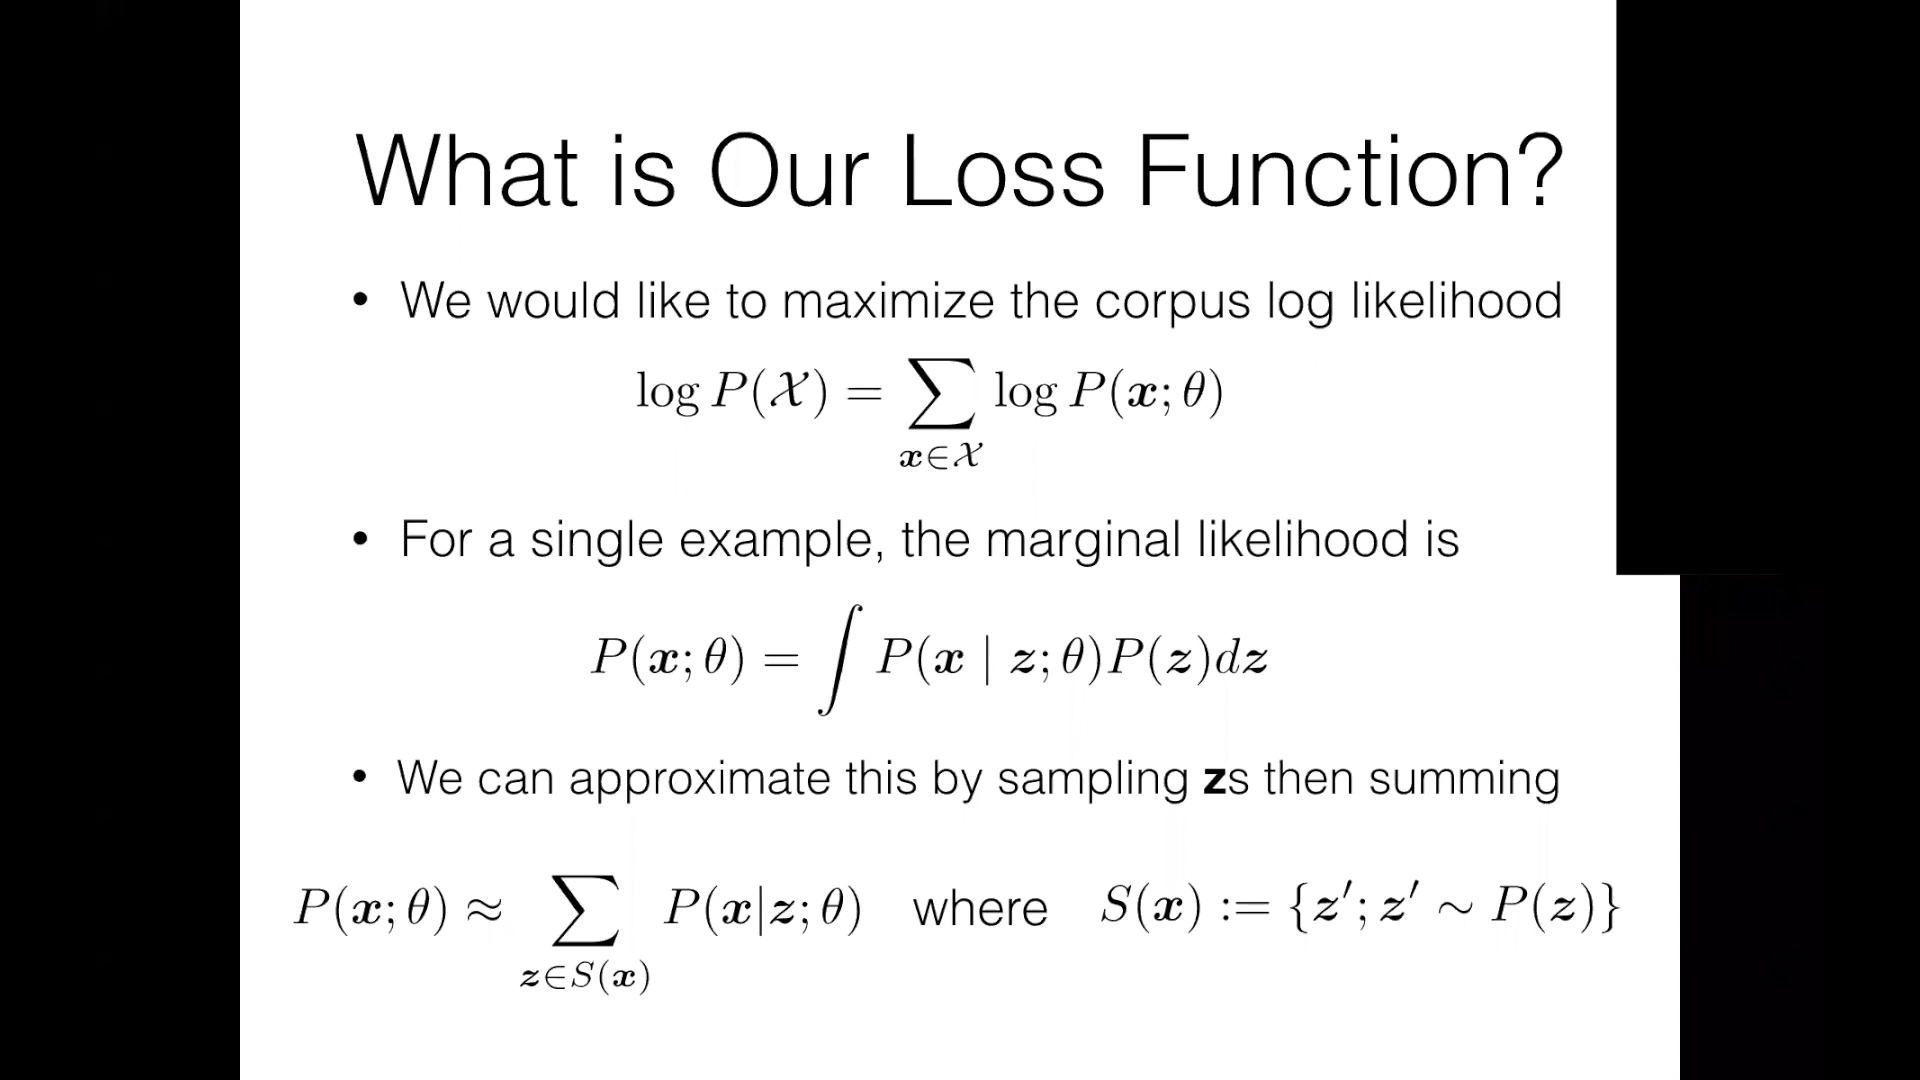 What is Our Loss Function?
• We would like to maximize the corpus log likelihood
log P(𝒳) = ∑_{𝒙∈𝒳} log P(𝒙; θ)
• For a single example, the marginal likelihood is
P(𝒙; θ) = ∫ P(𝒙 | 𝒛; θ)P(𝒛)d𝒛
• We can approximate this by sampling zs then summing
P(𝒙; θ) ≈ ∑_{𝒛∈S(𝒙)} P(𝒙|𝒛; θ) where S(𝒙) := {𝒛′; 𝒛′ ∼ P(𝒛)}